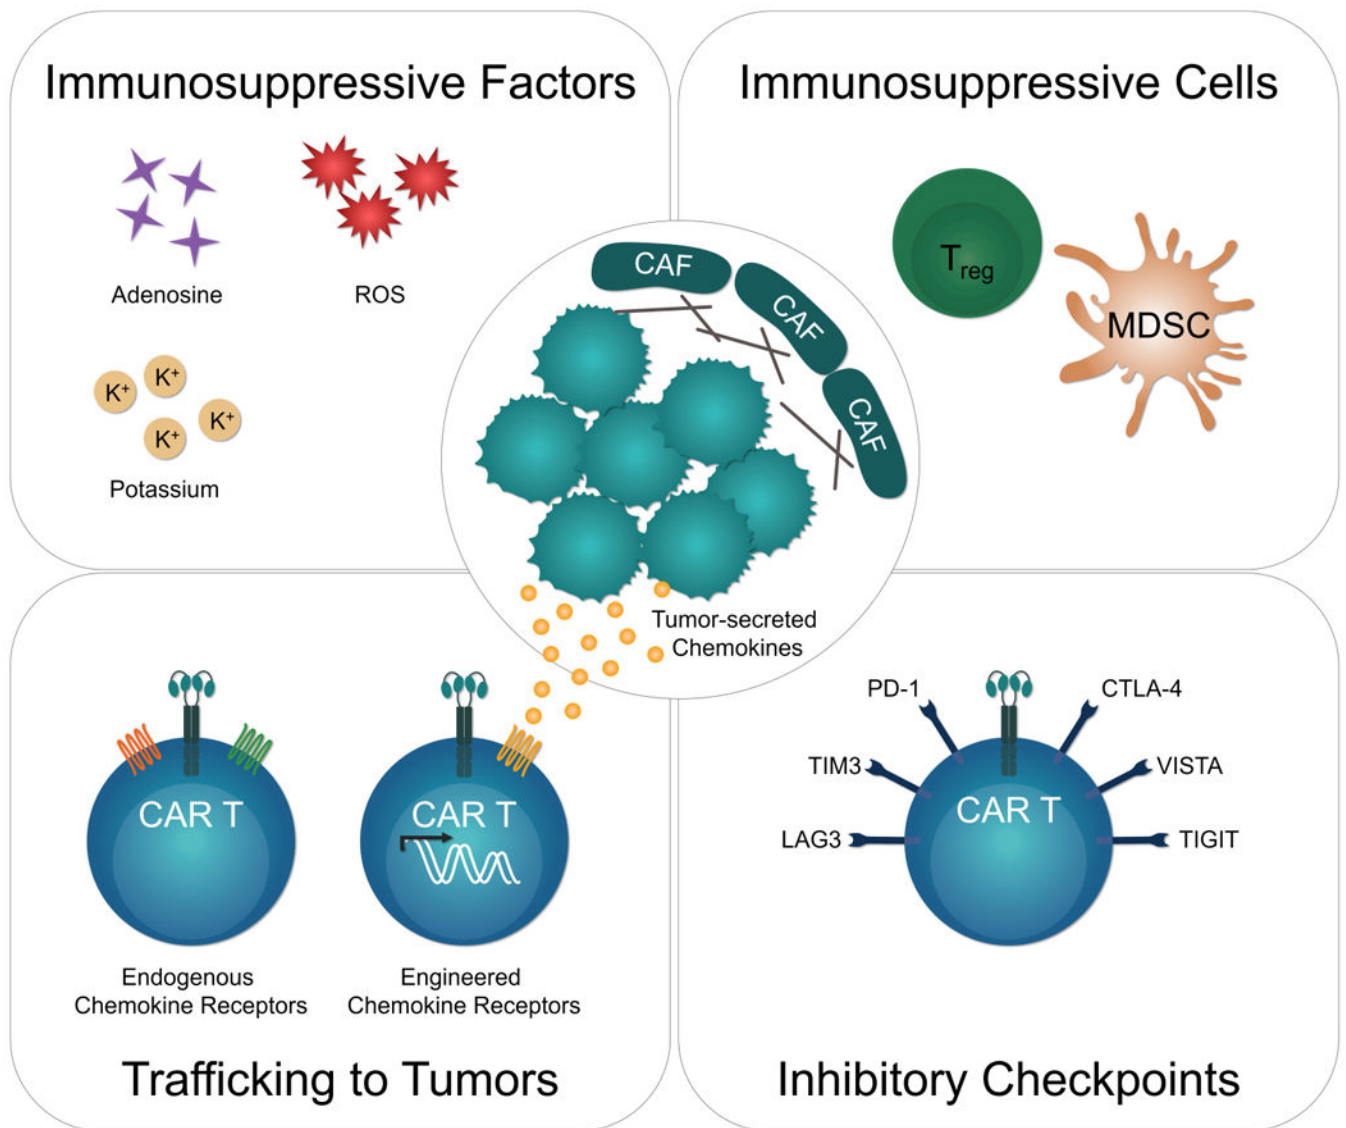 Immunosuppressive Factors
Adenosine
ROS
K⁺
K⁺
K⁺
K⁺
Potassium
Immunosuppressive Cells
Treg
MDSC
CAF
CAF
CAF
Tumor-secreted
Chemokines
CAR T
Endogenous
Chemokine Receptors
CAR T
Engineered
Chemokine Receptors
Trafficking to Tumors
PD-1
CTLA-4
TIM3
VISTA
LAG3
TIGIT
CAR T
Inhibitory Checkpoints